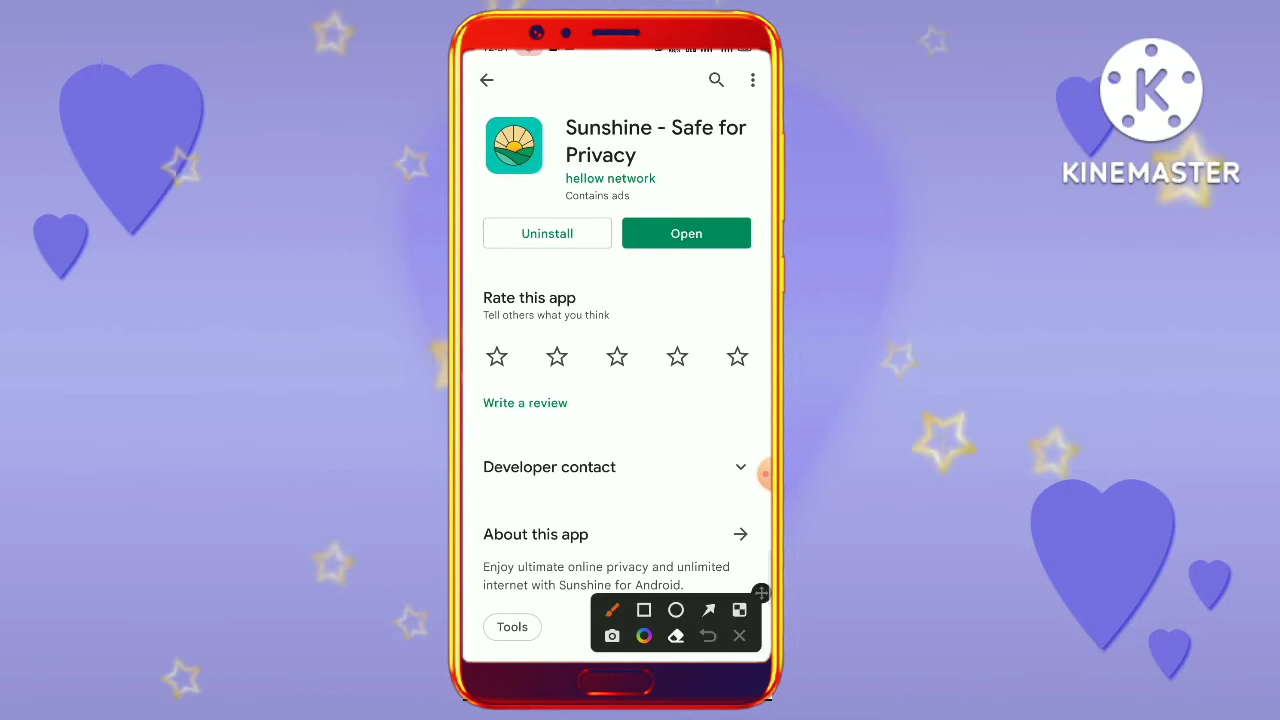 Sunshine - Safe for
Privacy
hellow network
Contains ads
Uninstall
Open
Rate this app
Tell others what you think
Write a review
Developer contact
About this app
Enjoy ultimate online privacy and unlimited
internet with Sunshine for Android.
Tools
K
KINEMASTER